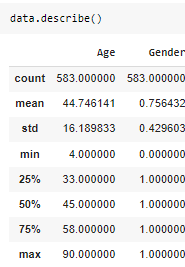 data.describe()
Age Gender
count 583.000000 583.000000
mean 44.746141 0.756432
std 16.189833 0.429603
min 4.000000 0.000000
25% 33.000000 1.000000
50% 45.000000 1.000000
75% 58.000000 1.000000
max 90.000000 1.000000